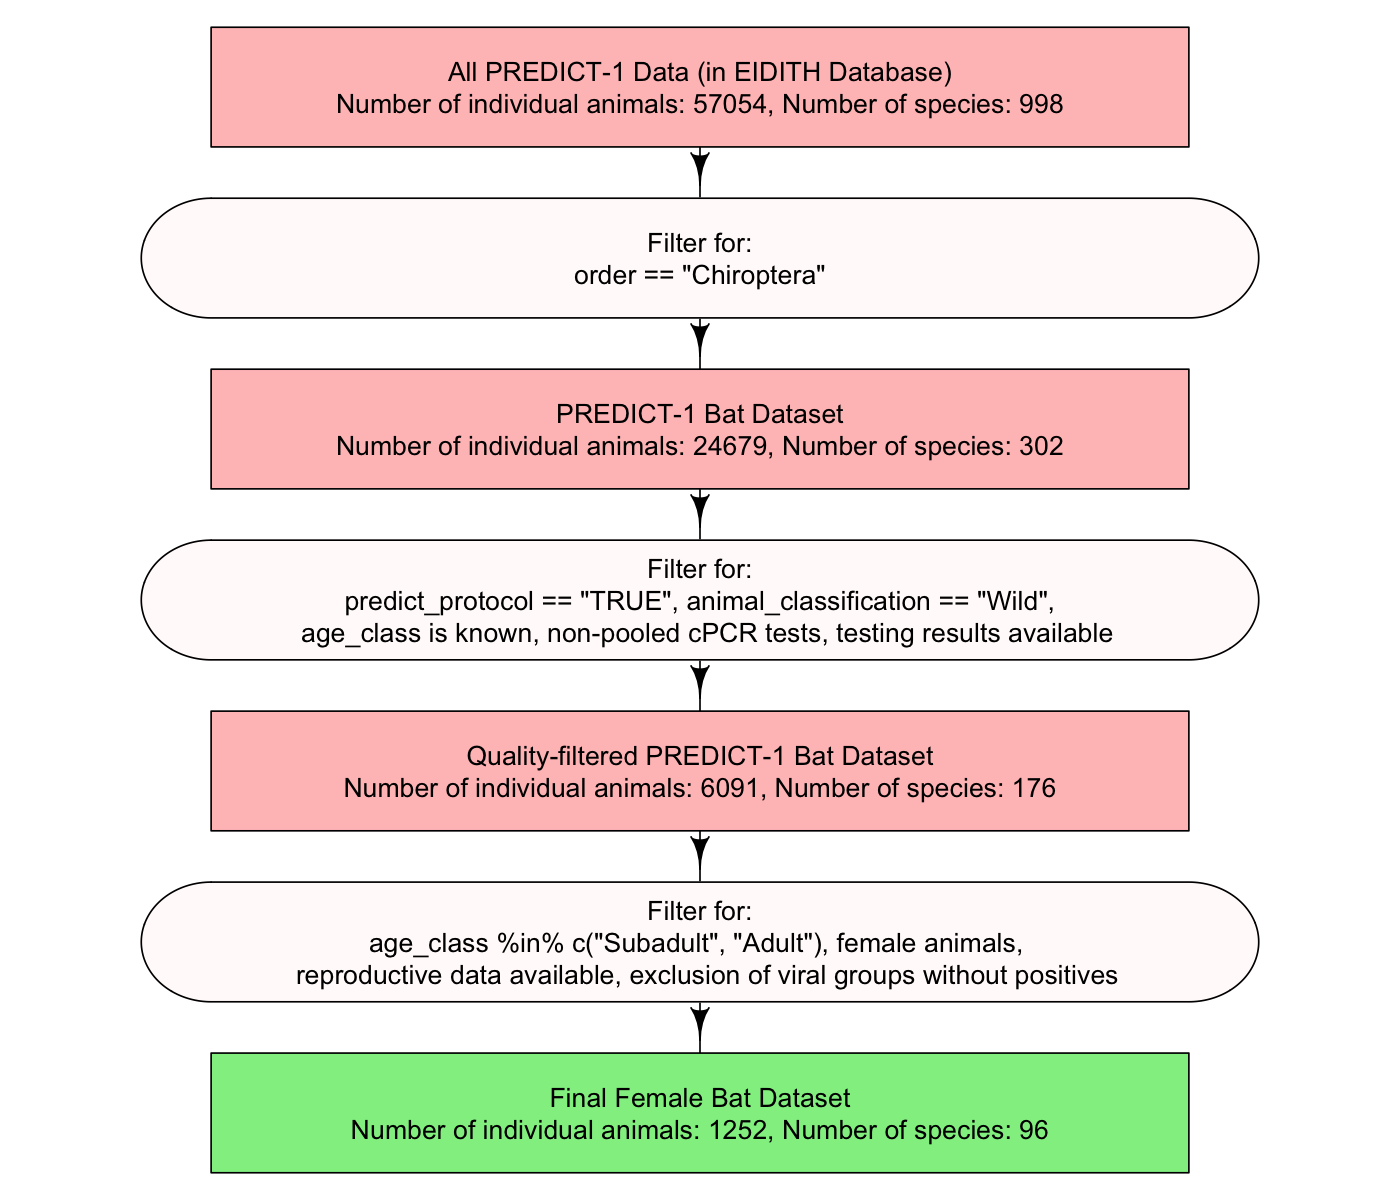 All PREDICT-1 Data (in EIDITH Database)
Number of individual animals: 57054, Number of species: 998
Filter for:
order == "Chiroptera"
PREDICT-1 Bat Dataset
Number of individual animals: 24679, Number of species: 302
Filter for:
predict_protocol == "TRUE", animal_classification == "Wild",
age_class is known, non-pooled cPCR tests, testing results available
Quality-filtered PREDICT-1 Bat Dataset
Number of individual animals: 6091, Number of species: 176
Filter for:
age_class %in% c("Subadult", "Adult"), female animals,
reproductive data available, exclusion of viral groups without positives
Final Female Bat Dataset
Number of individual animals: 1252, Number of species: 96